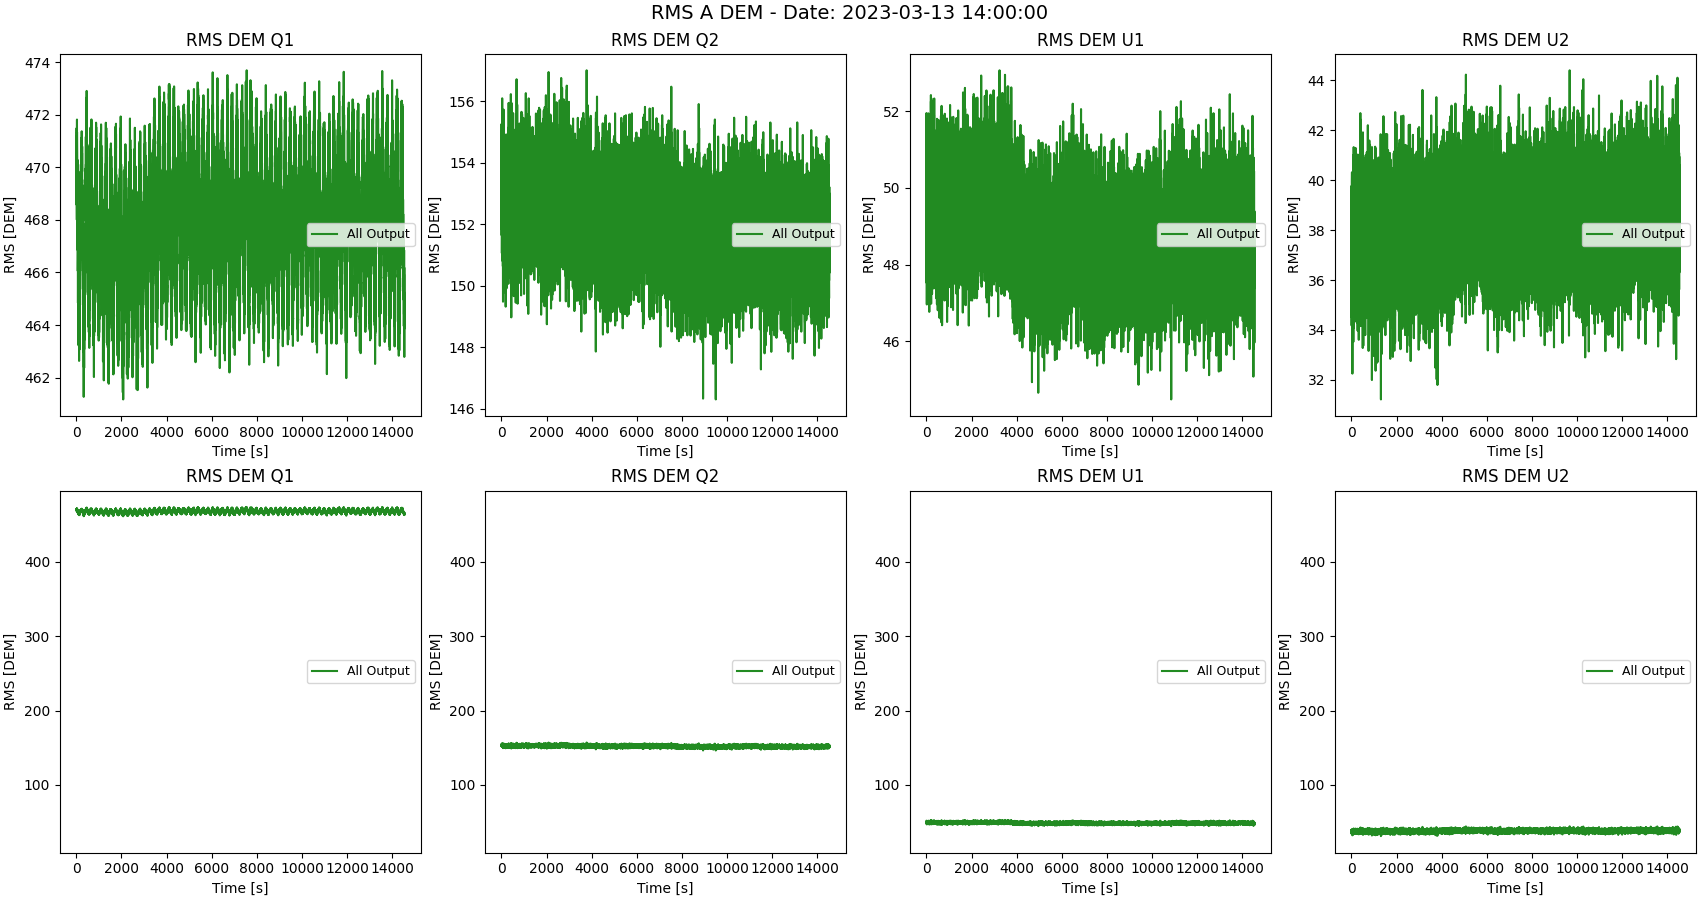 RMS A DEM - Date: 2023-03-13 14:00:00
RMS DEM Q1
RMS DEM Q2
RMS DEM U1
RMS DEM U2
RMS [DEM]
474
472
470
468
466
464
462
All Output
0 2000 4000 6000 8000 10000 12000 14000
Time [s]
RMS [DEM]
156
154
152
150
148
146
All Output
0 2000 4000 6000 8000 10000 12000 14000
Time [s]
RMS [DEM]
52
50
48
46
All Output
0 2000 4000 6000 8000 10000 12000 14000
Time [s]
RMS [DEM]
44
42
40
38
36
34
32
All Output
0 2000 4000 6000 8000 10000 12000 14000
Time [s]
RMS DEM Q1
RMS DEM Q2
RMS DEM U1
RMS DEM U2
RMS [DEM]
400
300
200
100
All Output
0 2000 4000 6000 8000 10000 12000 14000
Time [s]
RMS [DEM]
400
300
200
100
All Output
0 2000 4000 6000 8000 10000 12000 14000
Time [s]
RMS [DEM]
400
300
200
100
All Output
0 2000 4000 6000 8000 10000 12000 14000
Time [s]
RMS [DEM]
400
300
200
100
All Output
0 2000 4000 6000 8000 10000 12000 14000
Time [s]